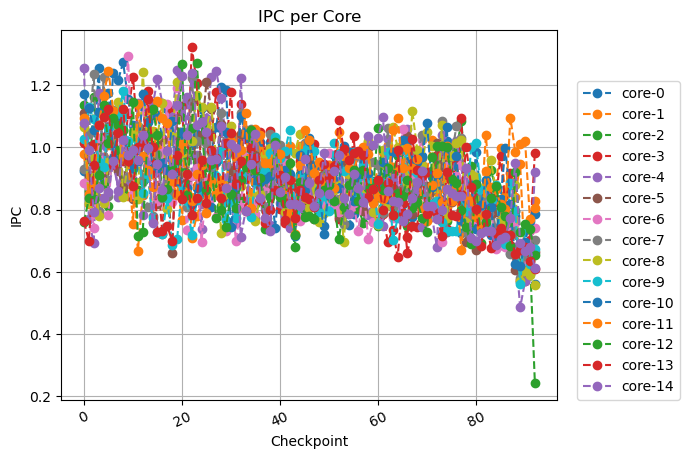 IPC per Core
IPC
1.2
1.0
0.8
0.6
0.4
0.2
0
20
40
60
80
Checkpoint
core-0
core-1
core-2
core-3
core-4
core-5
core-6
core-7
core-8
core-9
core-10
core-11
core-12
core-13
core-14